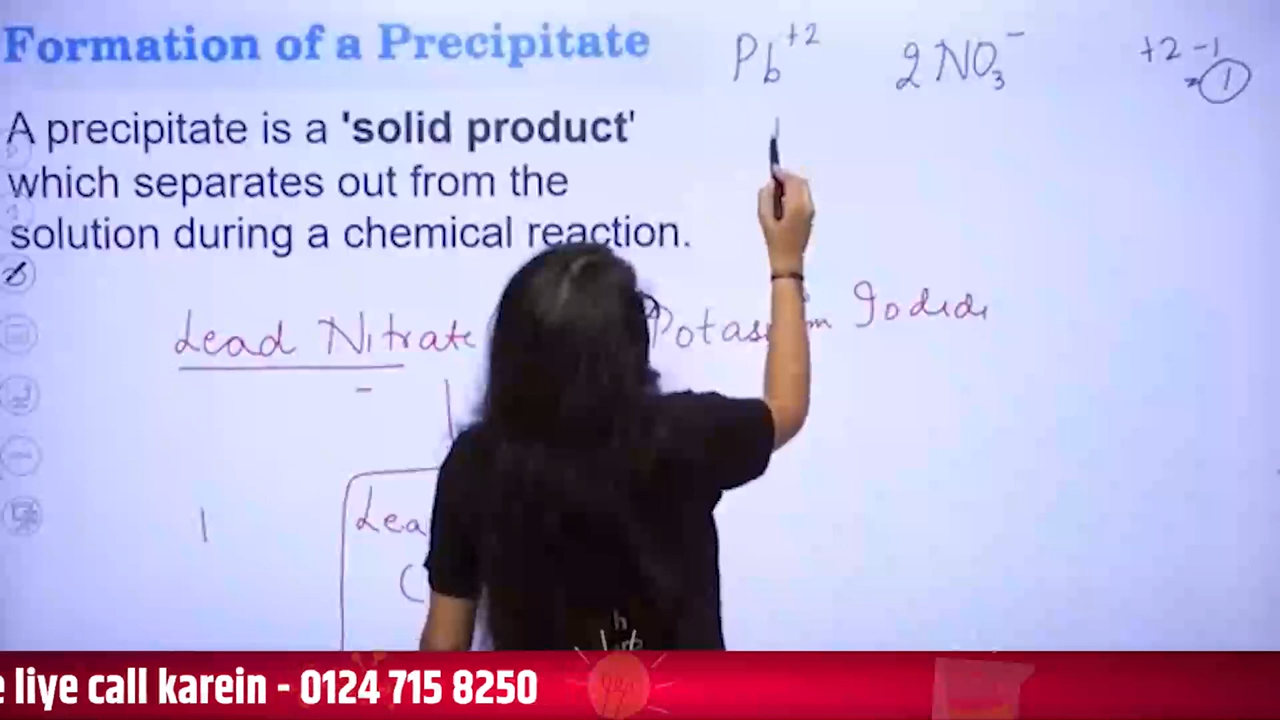 Formation of a Precipitate
Pb+2 2NO3- +2 -1
1
A precipitate is a 'solid product'
which separates out from the
solution during a chemical reaction.
Lead Nitrate Iodide
e liye call karein - 0124 715 8250